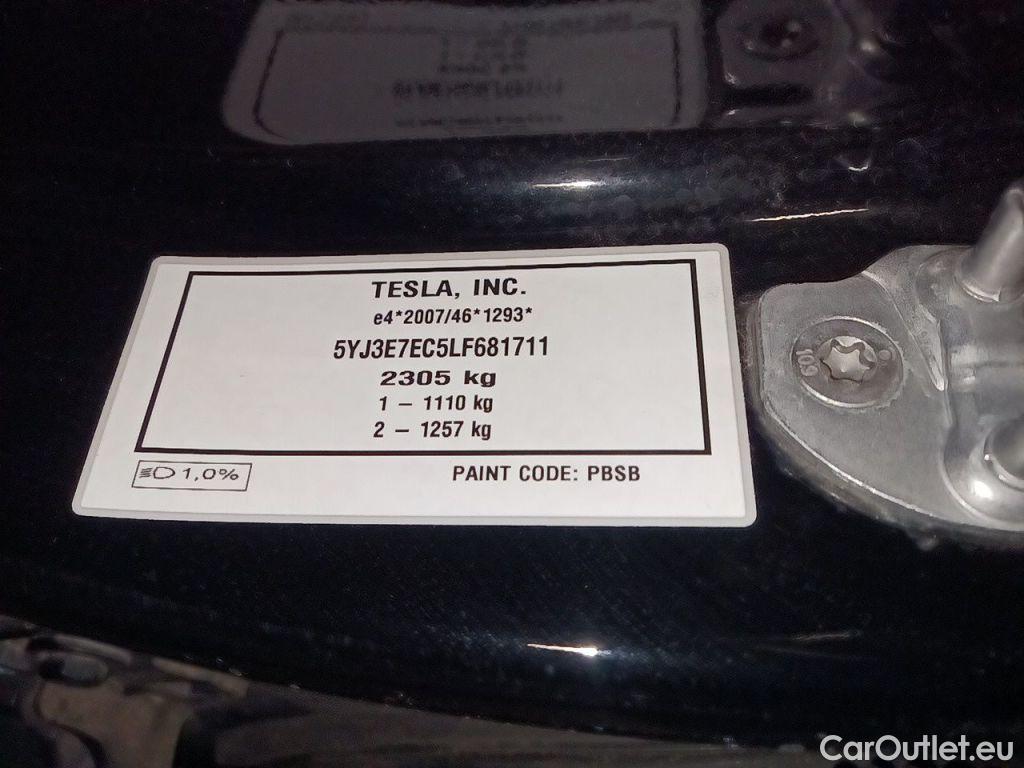 TESLA, INC.
e4*2007/46*1293*
5YJ3E7EC5LF681711
2305 kg
1 – 1110 kg
2 – 1257 kg
1,0%
PAINT CODE: PBSB
CarOutlet.eu